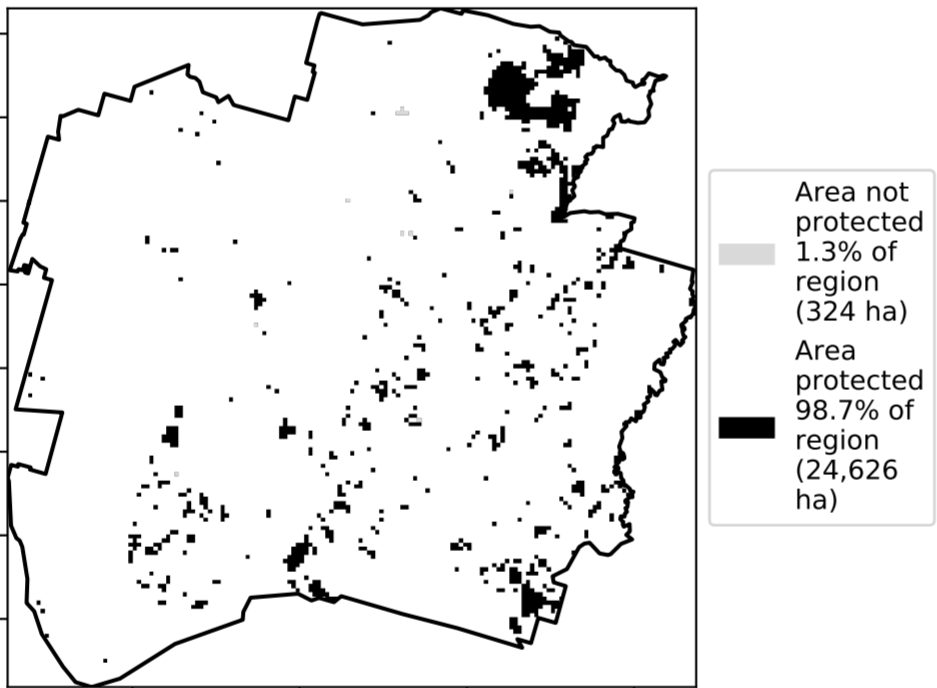 Area not
protected
1.3% of
region
(324 ha)
Area
protected
98.7% of
region
(24,626
ha)